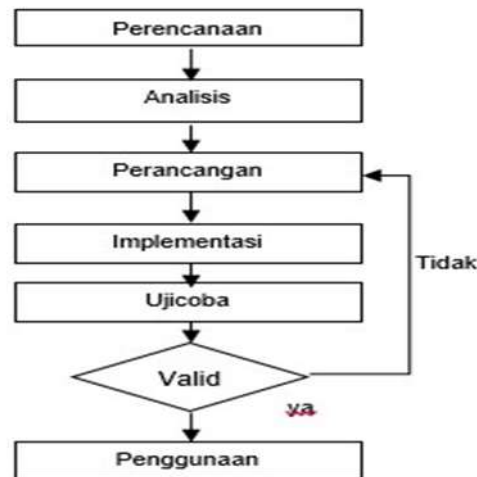 Perencanaan
Analisis
Perancangan
Implementasi
Tidak
Ujicoba
Valid
ya
Penggunaan